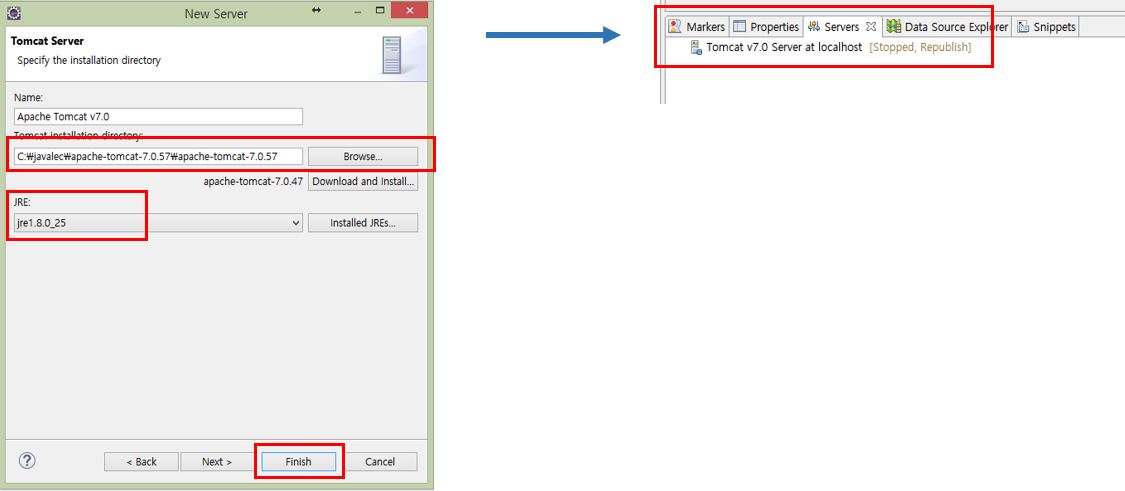 New Server
Tomcat Server
Specify the installation directory
Name:
Apache Tomcat v7.0
Tomcat installation directory:
C:₩javalec₩apache-tomcat-7.0.57₩apache-tomcat-7.0.57
Browse...
apache-tomcat-7.0.47
Download and Install...
JRE:
jre1.8.0_25
Installed JREs...
? < Back Next > Finish Cancel
Markers Properties Servers Data Source Explorer Snippets
Tomcat v7.0 Server at localhost [Stopped, Republish]